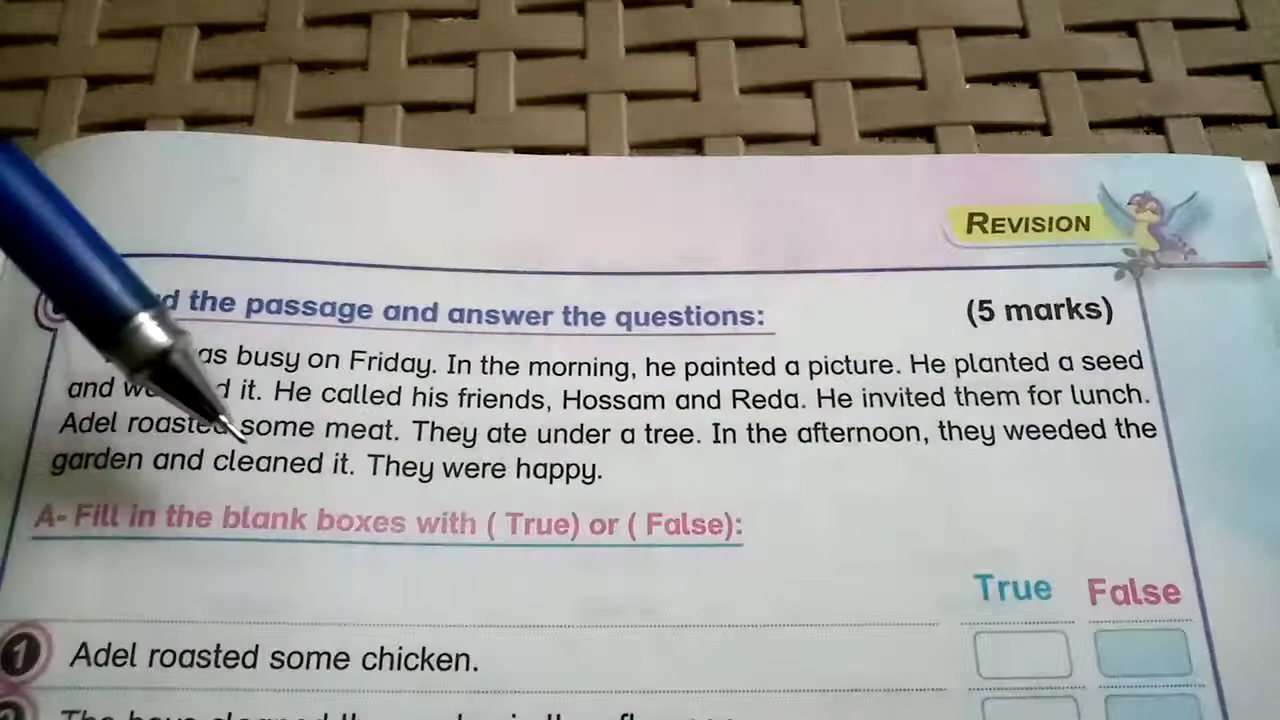 REVISION
the passage and answer the questions: (5 marks)
busy on Friday. In the morning, he painted a picture. He planted a seed
and it. He called his friends, Hossam and Reda. He invited them for lunch.
Adel roasted some meat. They ate under a tree. In the afternoon, they weeded the
garden and cleaned it. They were happy.
A- Fill in the blank boxes with ( True) or ( False):
True False
1 Adel roasted some chicken.